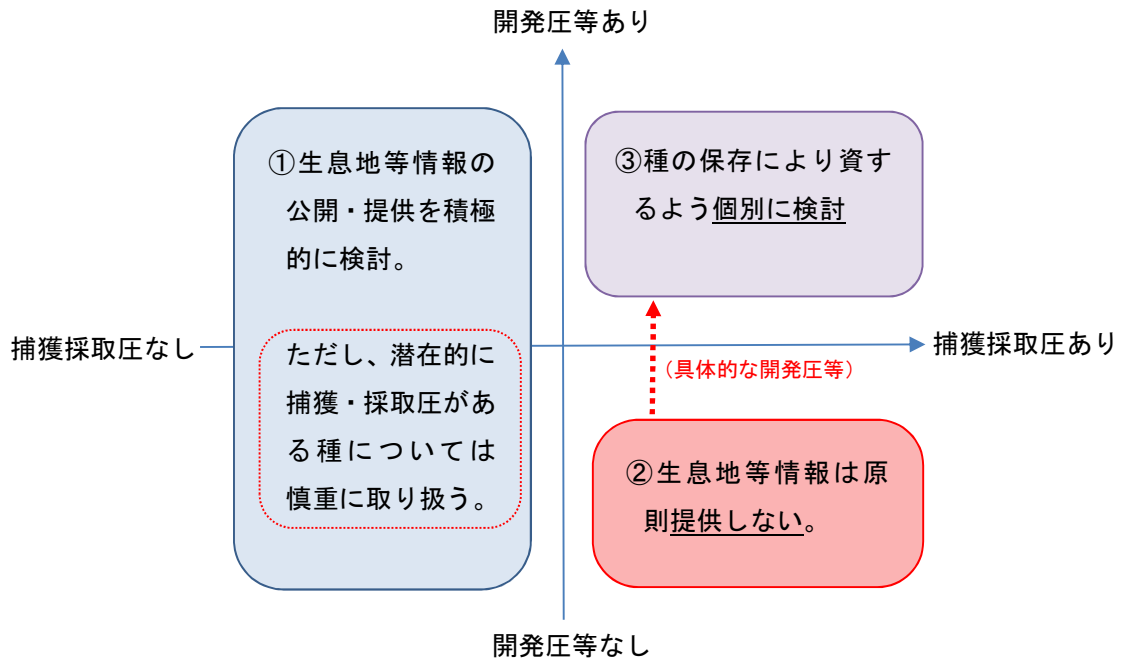 開発圧等あり
①生息地等情報の
公開・提供を積極
的に検討。
③種の保存により資す
るよう個別に検討
捕獲採取圧なし
捕獲採取圧あり
ただし、潜在的に
捕獲・採取圧があ
る種については
慎重に取り扱う。
（具体的な開発圧等）
②生息地等情報は原
則提供しない。
開発圧等なし